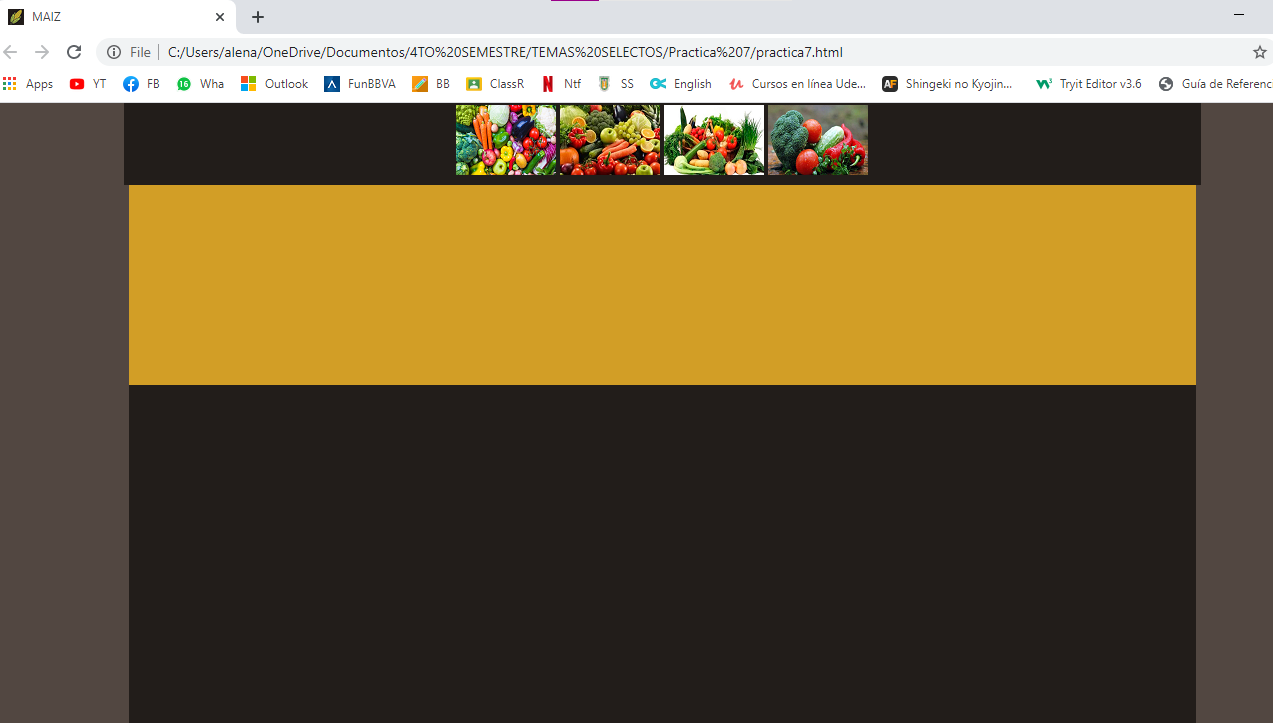 MAIZ
File C:/Users/alena/OneDrive/Documentos/4TO%20SEMESTRE/TEMAS%20SELECTOS/Practica%207/practica7.html
Apps YT FB 16 Wha Outlook FunBBVA BB ClassR Ntf SS English Cursos en línea Ude... AF Shingeki no Kyojin... Tryit Editor v3.6 Guía de Referenc